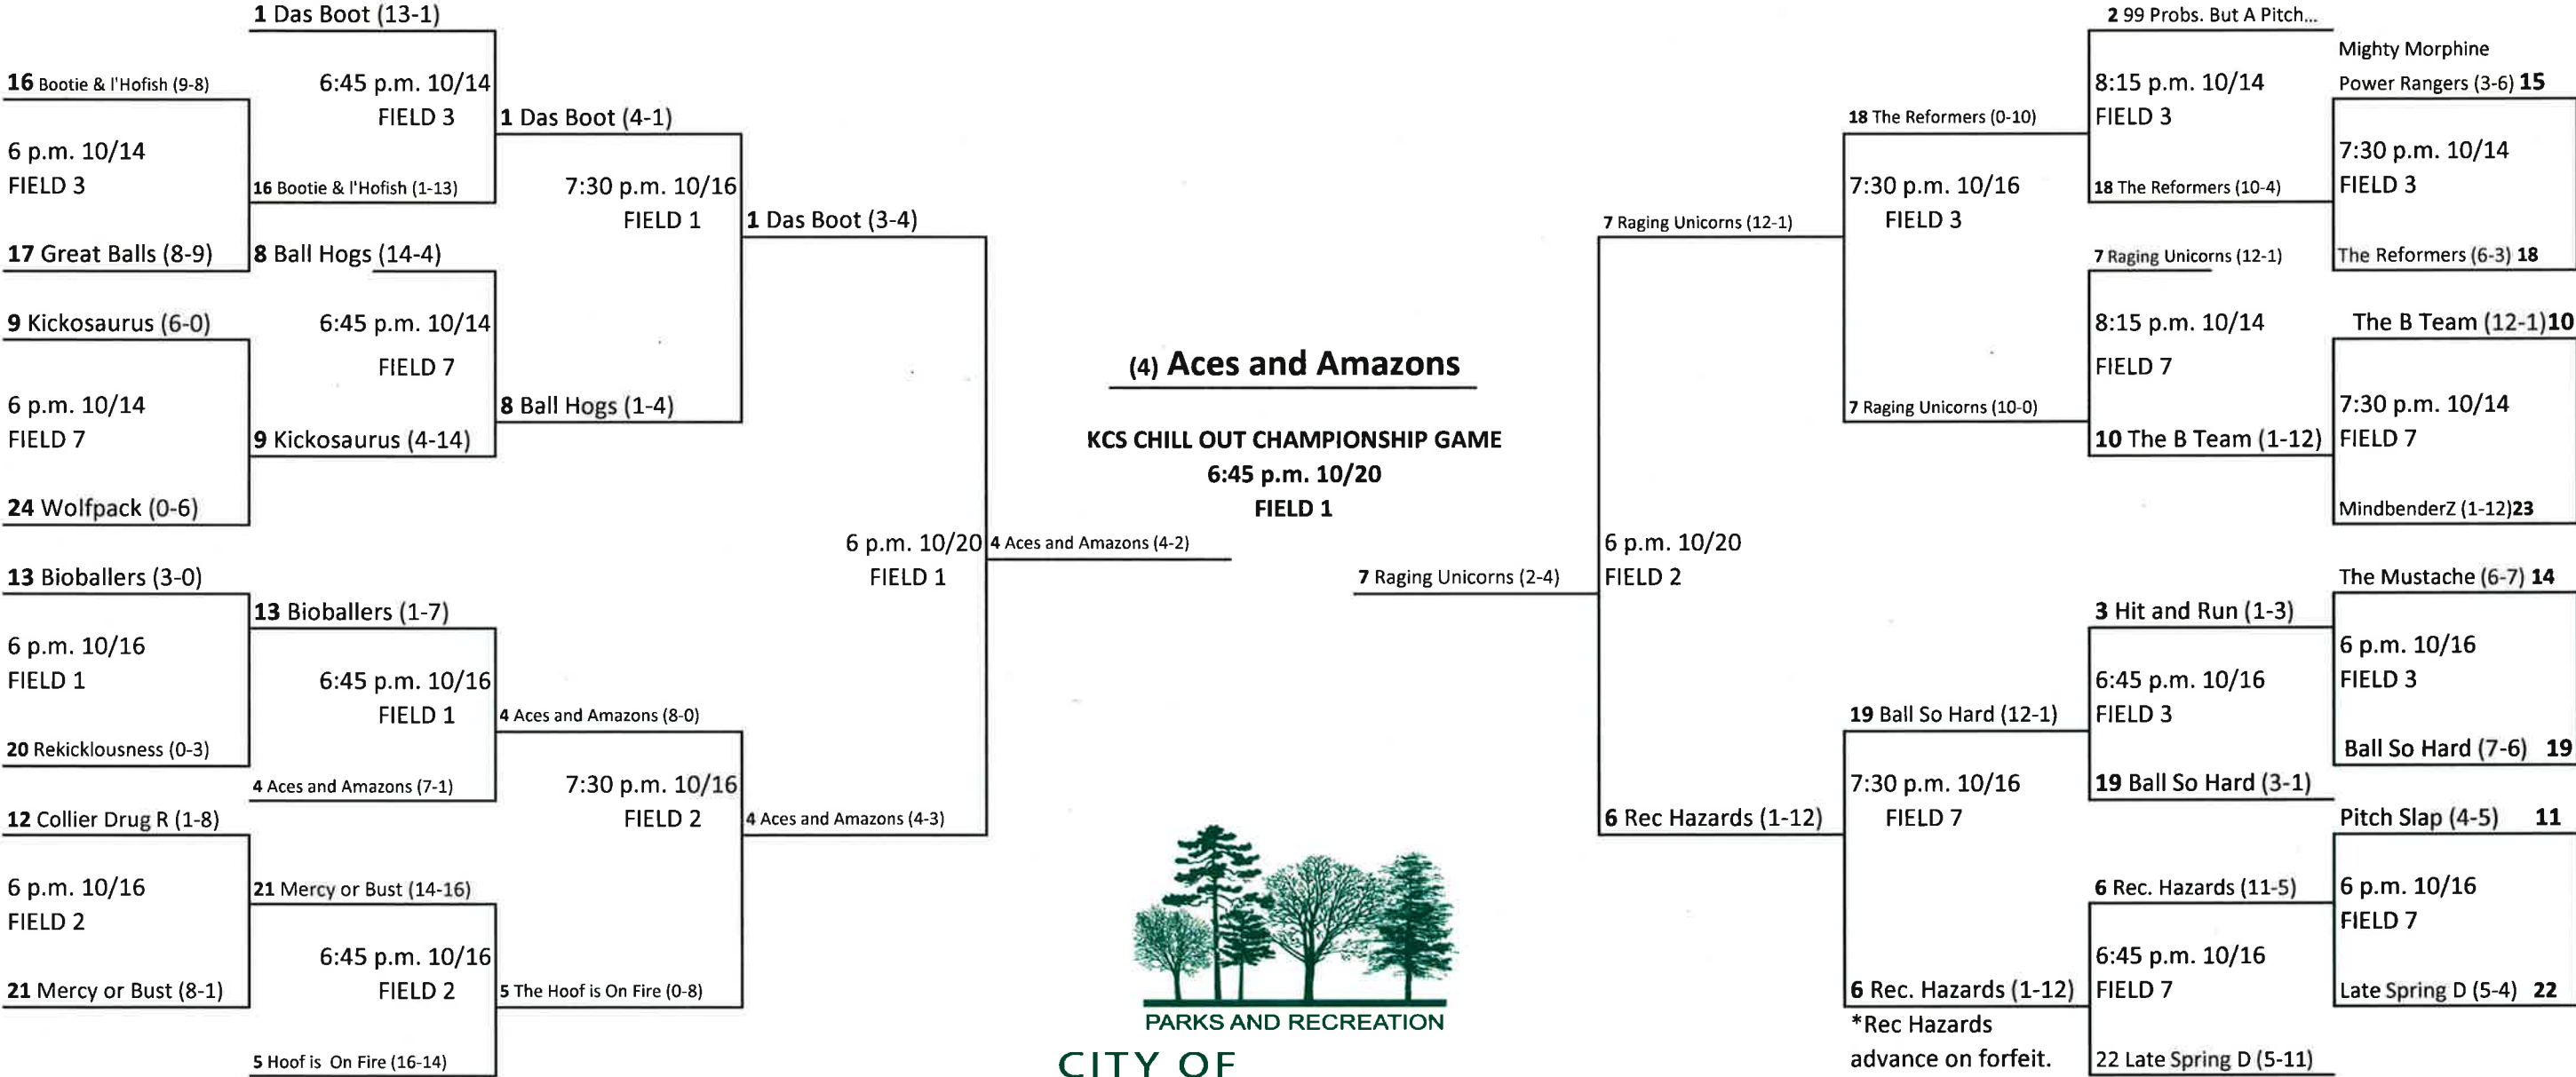 1 Das Boot (13-1)
16 Bootie & l'Hofish (9-8)
6:45 p.m. 10/14
FIELD 3
1 Das Boot (4-1)
6 p.m. 10/14
FIELD 3
16 Bootie & l'Hofish (1-13)
7:30 p.m. 10/16
FIELD 1
1 Das Boot (3-4)
17 Great Balls (8-9)
8 Ball Hogs (14-4)
9 Kickosaurus (6-0)
6:45 p.m. 10/14
FIELD 7
6 p.m. 10/14
FIELD 7
8 Ball Hogs (1-4)
9 Kickosaurus (4-14)
24 Wolfpack (0-6)
6 p.m. 10/20
FIELD 1
4 Aces and Amazons (4-2)
13 Bioballers (3-0)
13 Bioballers (1-7)
6 p.m. 10/16
FIELD 1
6:45 p.m. 10/16
FIELD 1
4 Aces and Amazons (8-0)
20 Rekicklousness (0-3)
4 Aces and Amazons (7-1)
7:30 p.m. 10/16
FIELD 2
4 Aces and Amazons (4-3)
12 Collier Drug R (1-8)
6 p.m. 10/16
FIELD 2
21 Mercy or Bust (14-16)
6:45 p.m. 10/16
FIELD 2
21 Mercy or Bust (8-1)
5 The Hoof is On Fire (0-8)
5 Hoof is On Fire (16-14)
(4) Aces and Amazons
KCS CHILL OUT CHAMPIONSHIP GAME
6:45 p.m. 10/20
FIELD 1
PARKS AND RECREATION
CITY OF
2 99 Probs. But A Pitch...
Mighty Morphine
Power Rangers (3-6) 15
8:15 p.m. 10/14
FIELD 3
18 The Reformers (0-10)
7:30 p.m. 10/14
FIELD 3
18 The Reformers (10-4)
7:30 p.m. 10/16
FIELD 3
7 Raging Unicorns (12-1)
The Reformers (6-3) 18
7 Raging Unicorns (12-1)
The B Team (12-1)10
8:15 p.m. 10/14
FIELD 7
7 Raging Unicorns (10-0)
7:30 p.m. 10/14
FIELD 7
10 The B Team (1-12)
MindbenderZ (1-12)23
6 p.m. 10/20
FIELD 2
7 Raging Unicorns (2-4)
The Mustache (6-7) 14
3 Hit and Run (1-3)
6 p.m. 10/16
FIELD 3
6:45 p.m. 10/16
FIELD 3
19 Ball So Hard (12-1)
Ball So Hard (7-6) 19
19 Ball So Hard (3-1)
7:30 p.m. 10/16
FIELD 7
6 Rec Hazards (1-12)
Pitch Slap (4-5) 11
6 Rec. Hazards (11-5)
6 p.m. 10/16
FIELD 7
6:45 p.m. 10/16
FIELD 7
6 Rec. Hazards (1-12)
Late Spring D (5-4) 22
*Rec Hazards
advance on forfeit.
22 Late Spring D (5-11)